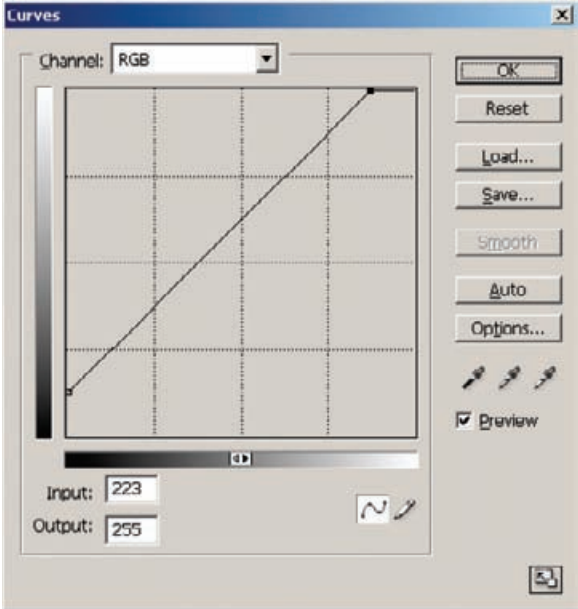 Curves
Channel: RGB
OK
Reset
Load...
Save...
Smooth
Auto
Options...
Preview
Input: 223
Output: 255